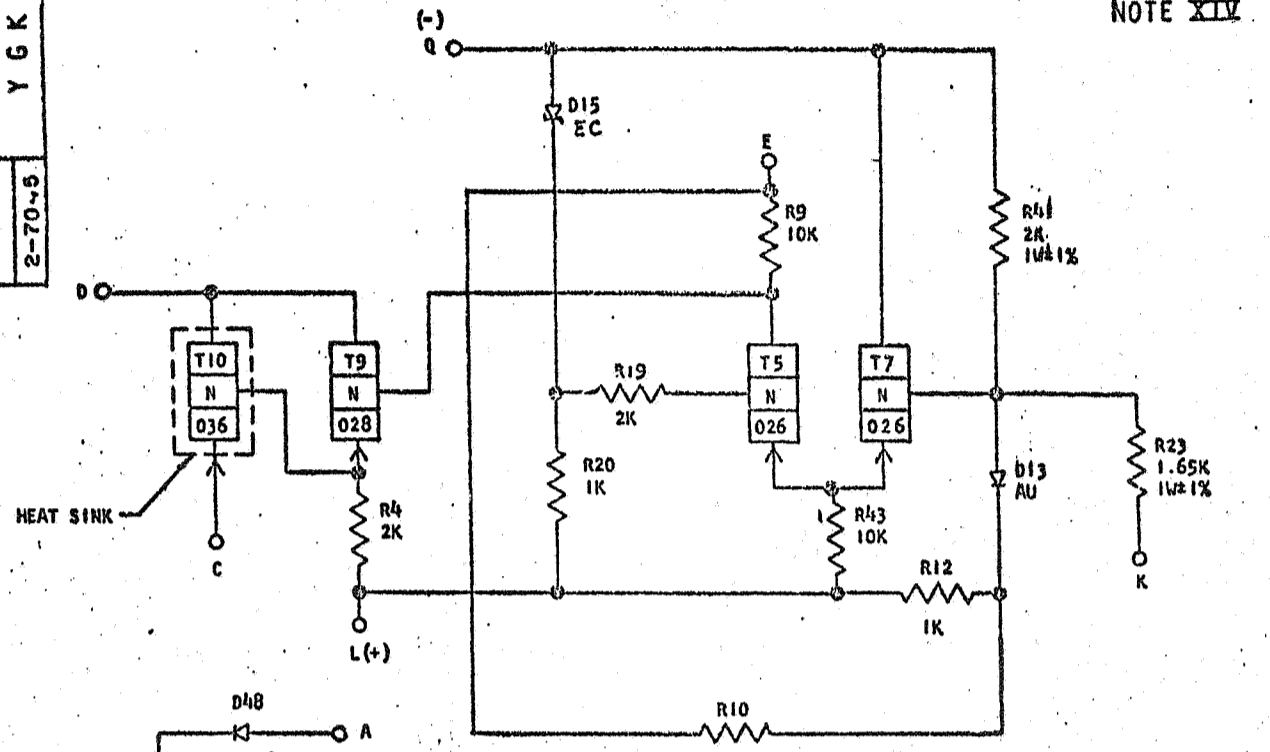 Y G K
2-70
NOTE XIV
(-)
Q
D15
EC
E
R9
10K
R41
2K
1W±1%
D
T10
N
036
T9
N
028
R19
2K
T5
N
026
T7
N
026
R20
1K
D13
AU
R23
1.65K
1W±1%
HEAT SINK
C
R4
2K
R43
10K
R12
1K
K
L(+)
D48
A
R10